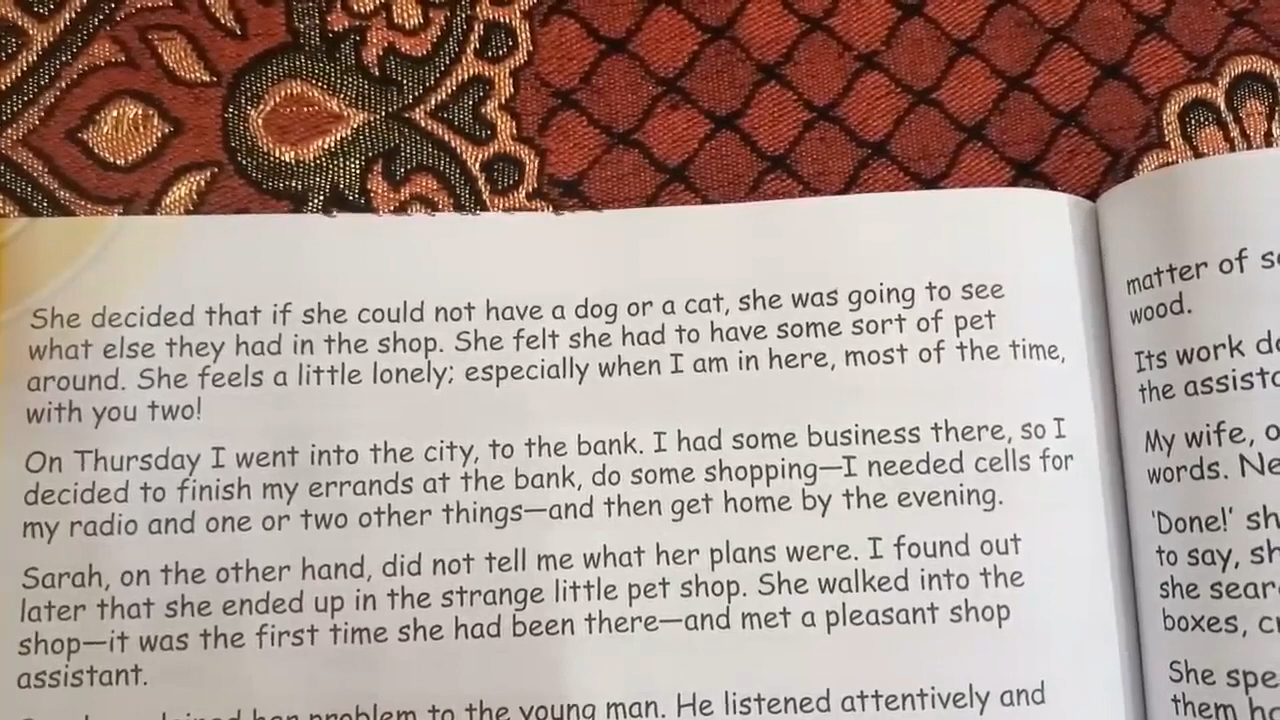 She decided that if she could not have a dog or a cat, she was going to see
what else they had in the shop. She felt she had to have some sort of pet
around. She feels a little lonely; especially when I am in here, most of the time,
with you two!
On Thursday I went into the city, to the bank. I had some business there, so I
decided to finish my errands at the bank, do some shopping—I needed cells for
my radio and one or two other things—and then get home by the evening.
Sarah, on the other hand, did not tell me what her plans were. I found out
later that she ended up in the strange little pet shop. She walked into the
shop—it was the first time she had been there—and met a pleasant shop
assistant.
her problem to the young man. He listened attentively and
matter of
wood.
Its work
the
My wife,
words.
'Done!'
to say,
she
boxes,
She
them